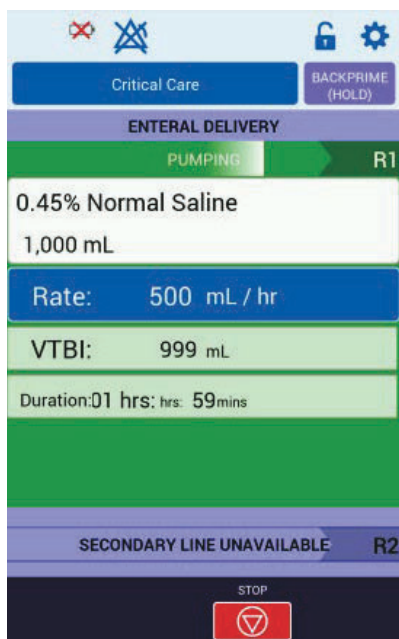 Critical Care
BACKPRIME
(HOLD)
ENTERAL DELIVERY
PUMPING R1
0.45% Normal Saline
1,000 mL
Rate: 500 mL / hr
VTBI: 999 mL
Duration:01 hrs: hrs: 59mins
SECONDARY LINE UNAVAILABLE R2
STOP